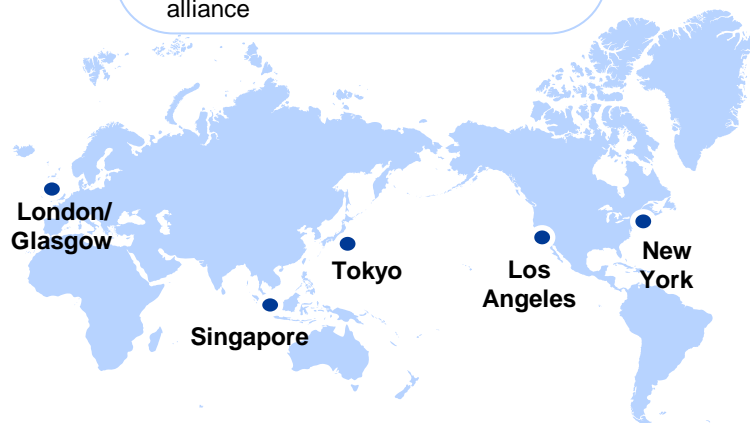 alliance
London/
Glasgow
Tokyo
Los
Angeles
New
York
Singapore